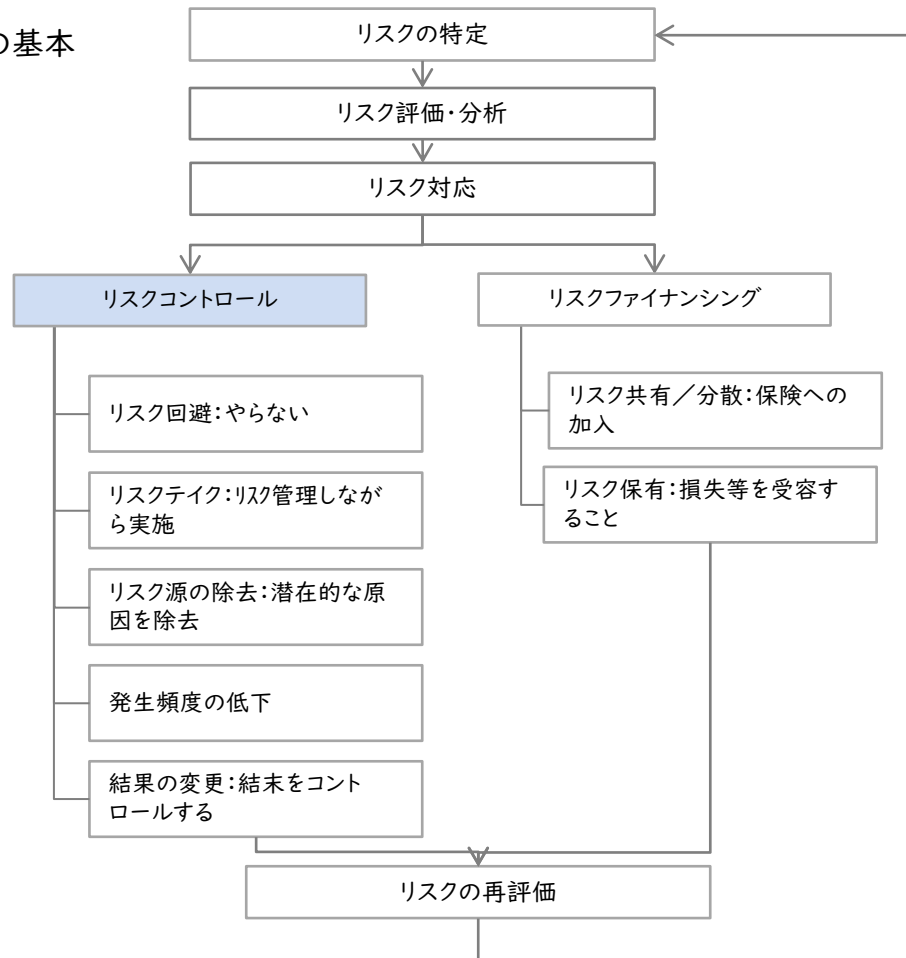 の基本
リスクの特定
リスク評価・分析
リスク対応
リスクコントロール
リスクファイナンシング
リスク回避：やらない
リスクテイク：リスク管理しなが
ら実施
リスク源の除去：潜在的な原
因を除去
発生頻度の低下
結果の変更：結末をコント
ロールする
リスク共有／分散：保険への
加入
リスク保有：損失等を受容す
ること
リスクの再評価